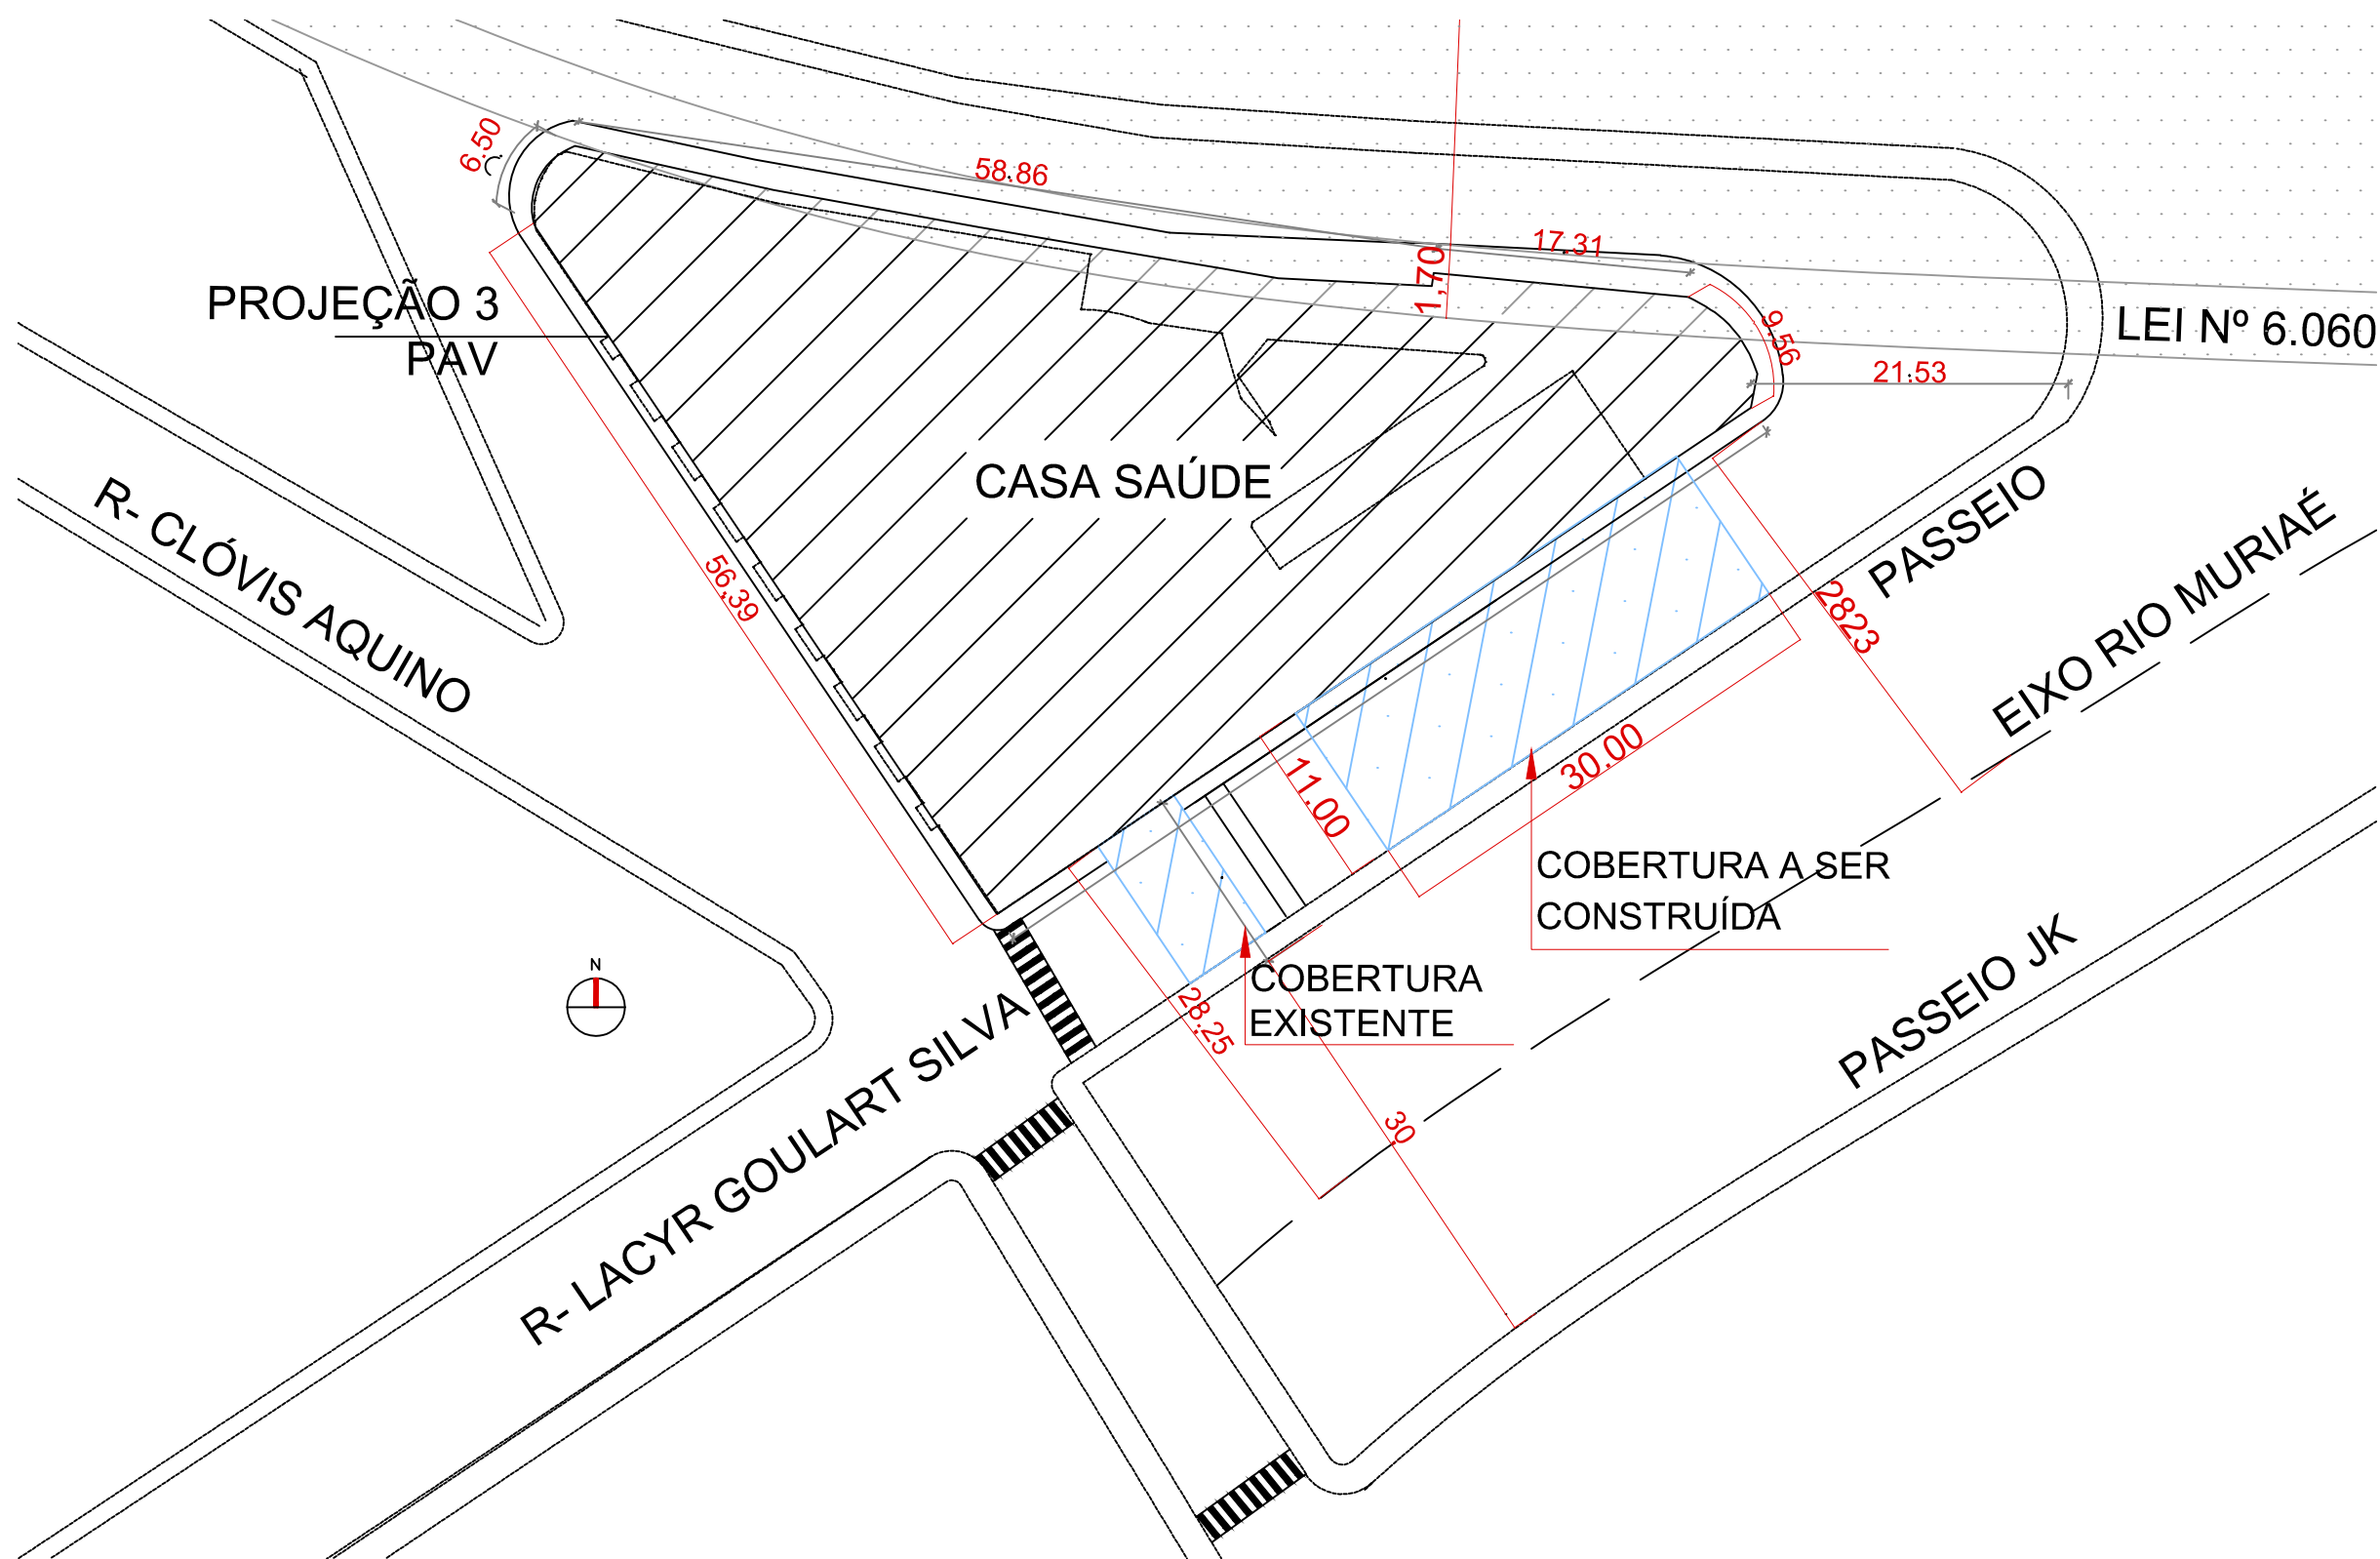 6.50
58.86
17.31
1,70
PROJEÇÃO 3
PAV
9.56
LEI Nº 6.060
21.53
CASA SAÚDE
PASSEIO
R- CLÓVIS AQUINO
56,39
2823
EIXO RIO MURIAÉ
30.00
11.00
COBERTURA A SER
CONSTRUÍDA
N
COBERTURA
EXISTENTE
28.25
PASSEIO JK
R- LACYR GOULART SILVA
30